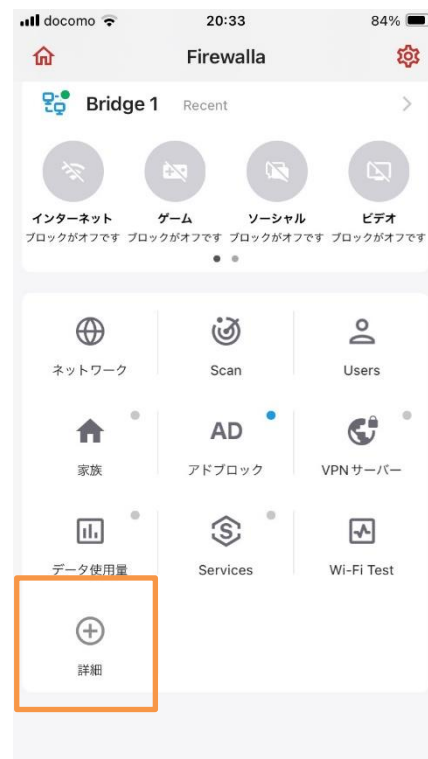 docomo 20:33 84%
Firewalla
Bridge 1 Recent
インターネット ゲーム ソーシャル ビデオ
ブロックがオフです ブロックがオフです ブロックがオフです ブロックがオフです
ネットワーク Scan Users
AD
家族 アドブロック VPN サーバー
S
データ使用量 Services Wi-Fi Test
詳細